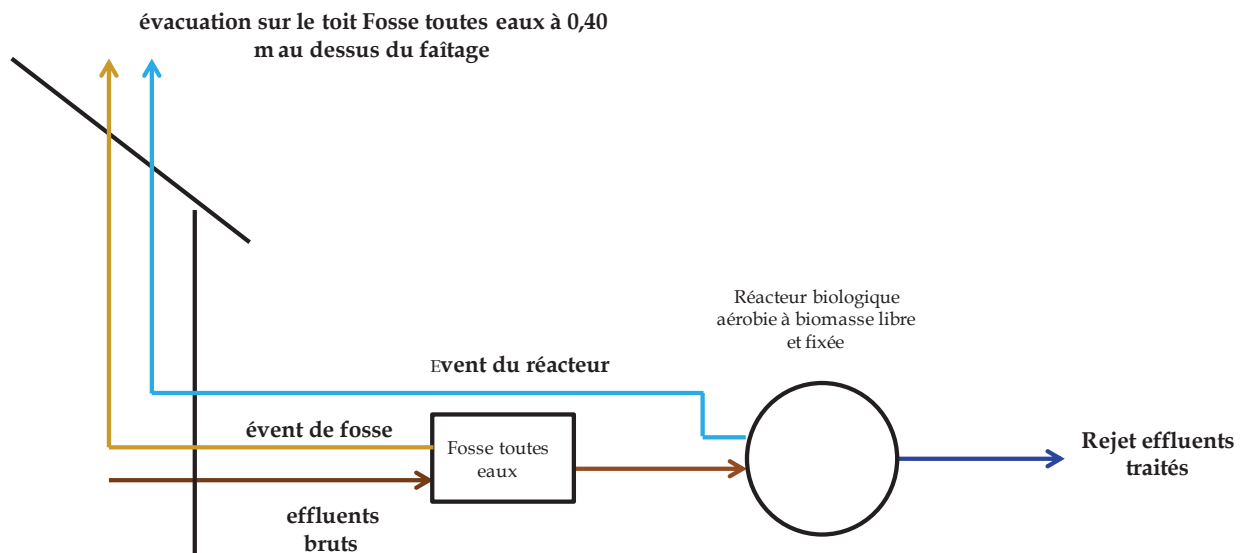 évacuation sur le toit Fosse toutes eaux à 0,40
m au dessus du faîtage
Réacteur biologique
aérobie à biomasse libre
et fixée
Event du réacteur
évent de fosse
Fosse toutes
eaux
Rejet effluents
traités
effluents
bruts